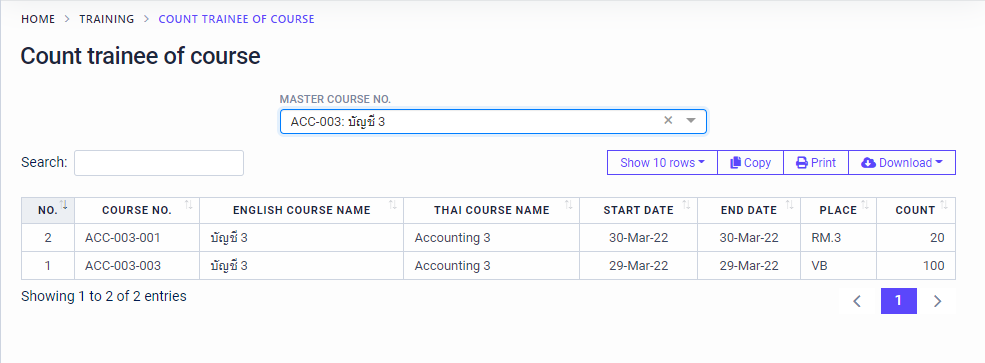 HOME > TRAINING > COUNT TRAINEE OF COURSE
Count trainee of course
MASTER COURSE NO.
ACC-003: บัญชี 3
Search:
Show 10 rows Copy Print Download
NO. COURSE NO. ENGLISH COURSE NAME THAI COURSE NAME START DATE END DATE PLACE COUNT
2 ACC-003-001 บัญชี 3 Accounting 3 30-Mar-22 30-Mar-22 RM.3 20
1 ACC-003-003 บัญชี 3 Accounting 3 29-Mar-22 29-Mar-22 VB 100
Showing 1 to 2 of 2 entries
1